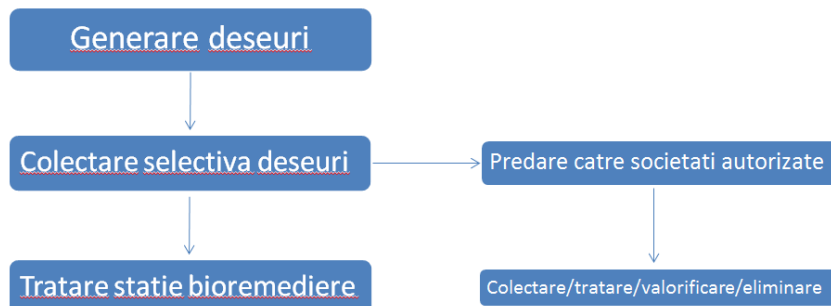 Generare deseuri
Colectare selectiva deseuri
Predare catre societati autorizate
Tratare statie bioremediere
Colectare/tratare/valorificare/eliminare